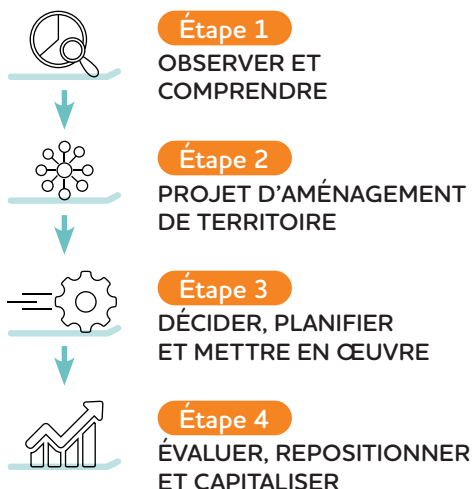 Étape 1
OBSERVER ET
COMPRENDRE
Étape 2
PROJET D’AMÉNAGEMENT
DE TERRITOIRE
Étape 3
DÉCIDER, PLANIFIER
ET METTRE EN ŒUVRE
Étape 4
ÉVALUER, REPOSITIONNER
ET CAPITALISER